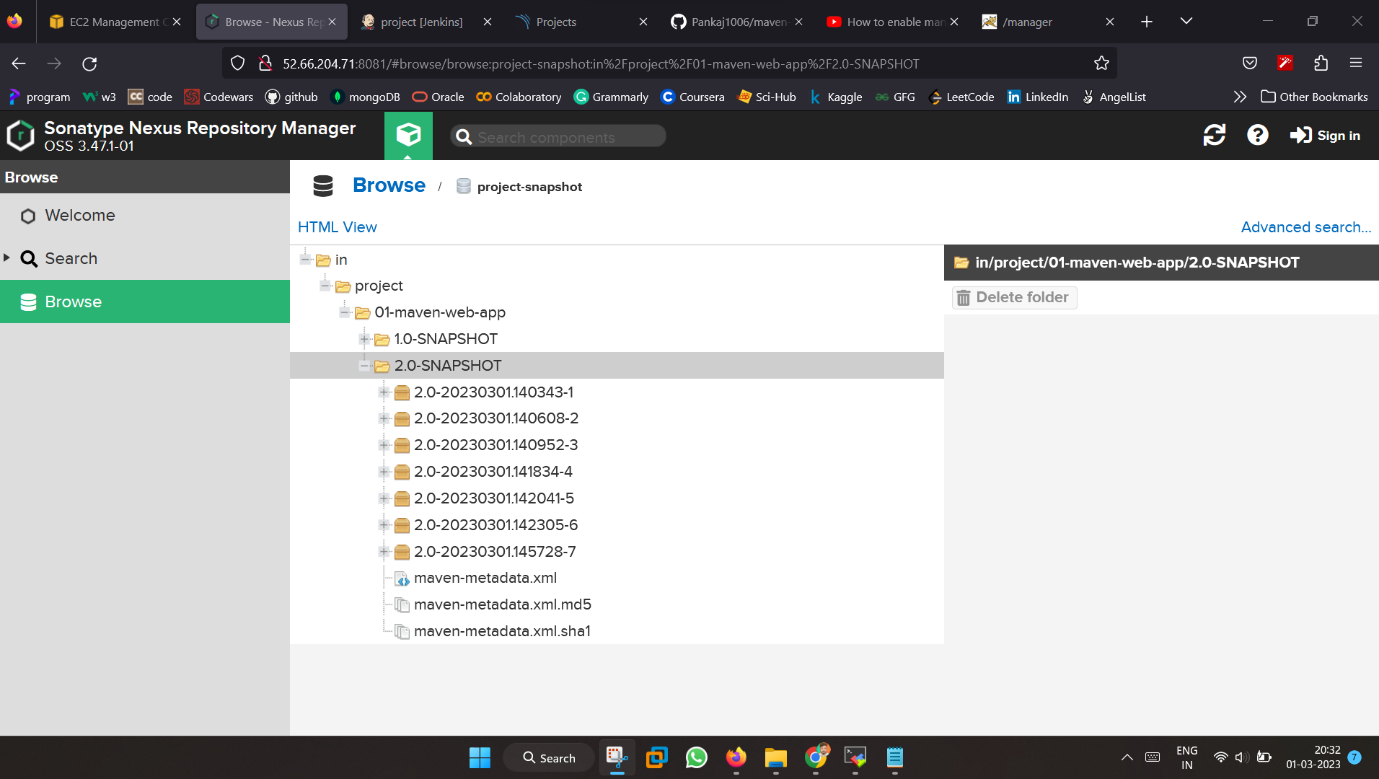 EC2 Management C
Browse - Nexus Rep
project [Jenkins]
Projects
Pankaj1006/maven-
How to enable man
/manager
52.66.204.71:8081/#browse/browse:project-snapshot:in%2Fproject%2F01-maven-web-app%2F2.0-SNAPSHOT
program
w3
code
Codewars
github
mongoDB
Oracle
Colaboratory
Grammarly
Coursera
Sci-Hub
Kaggle
GFG
LeetCode
LinkedIn
AngelList
Other Bookmarks
Sonatype Nexus Repository Manager
OSS 3.47.1-01
Search components
Sign in
Browse
Welcome
Search
Browse
Browse / project-snapshot
HTML View
Advanced search...
in
project
01-maven-web-app
1.0-SNAPSHOT
2.0-SNAPSHOT
2.0-20230301.140343-1
2.0-20230301.140608-2
2.0-20230301.140952-3
2.0-20230301.141834-4
2.0-20230301.142041-5
2.0-20230301.142305-6
2.0-20230301.145728-7
maven-metadata.xml
maven-metadata.xml.md5
maven-metadata.xml.sha1
in/project/01-maven-web-app/2.0-SNAPSHOT
Delete folder
Search
ENG
IN
20:32
01-03-2023
7